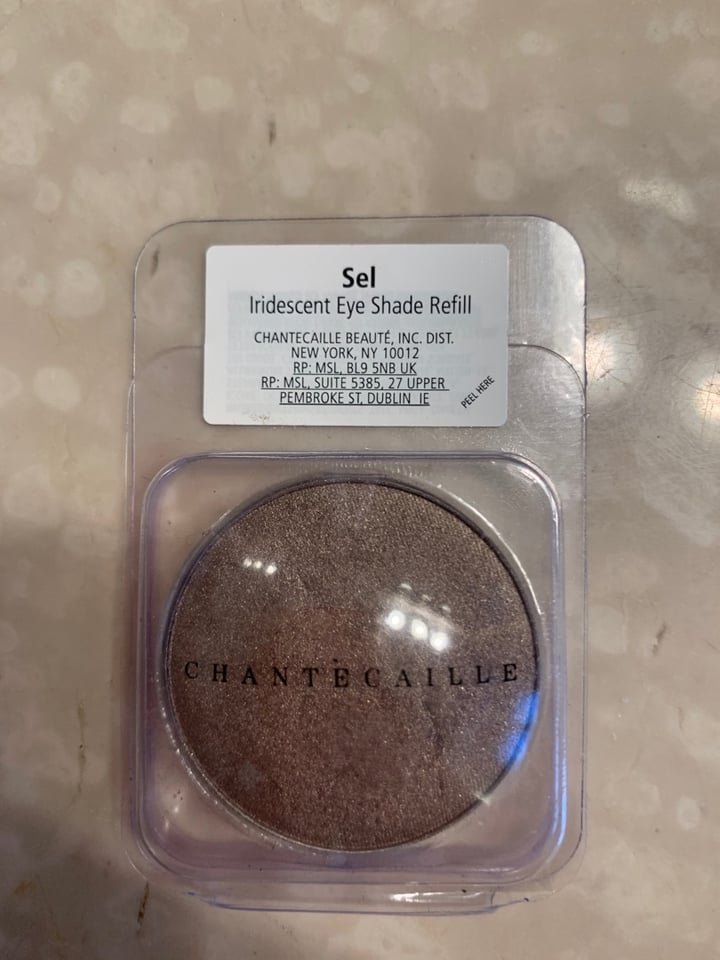 Sel
Iridescent Eye Shade Refill
CHANTECAILLE BEAUTÉ, INC. DIST.
NEW YORK, NY 10012
RP: MSL, BL9 5NB UK
RP: MSL, SUITE 5385, 27 UPPER
PEMBROKE ST, DUBLIN IE
PEEL HERE
CHANTECAILLE